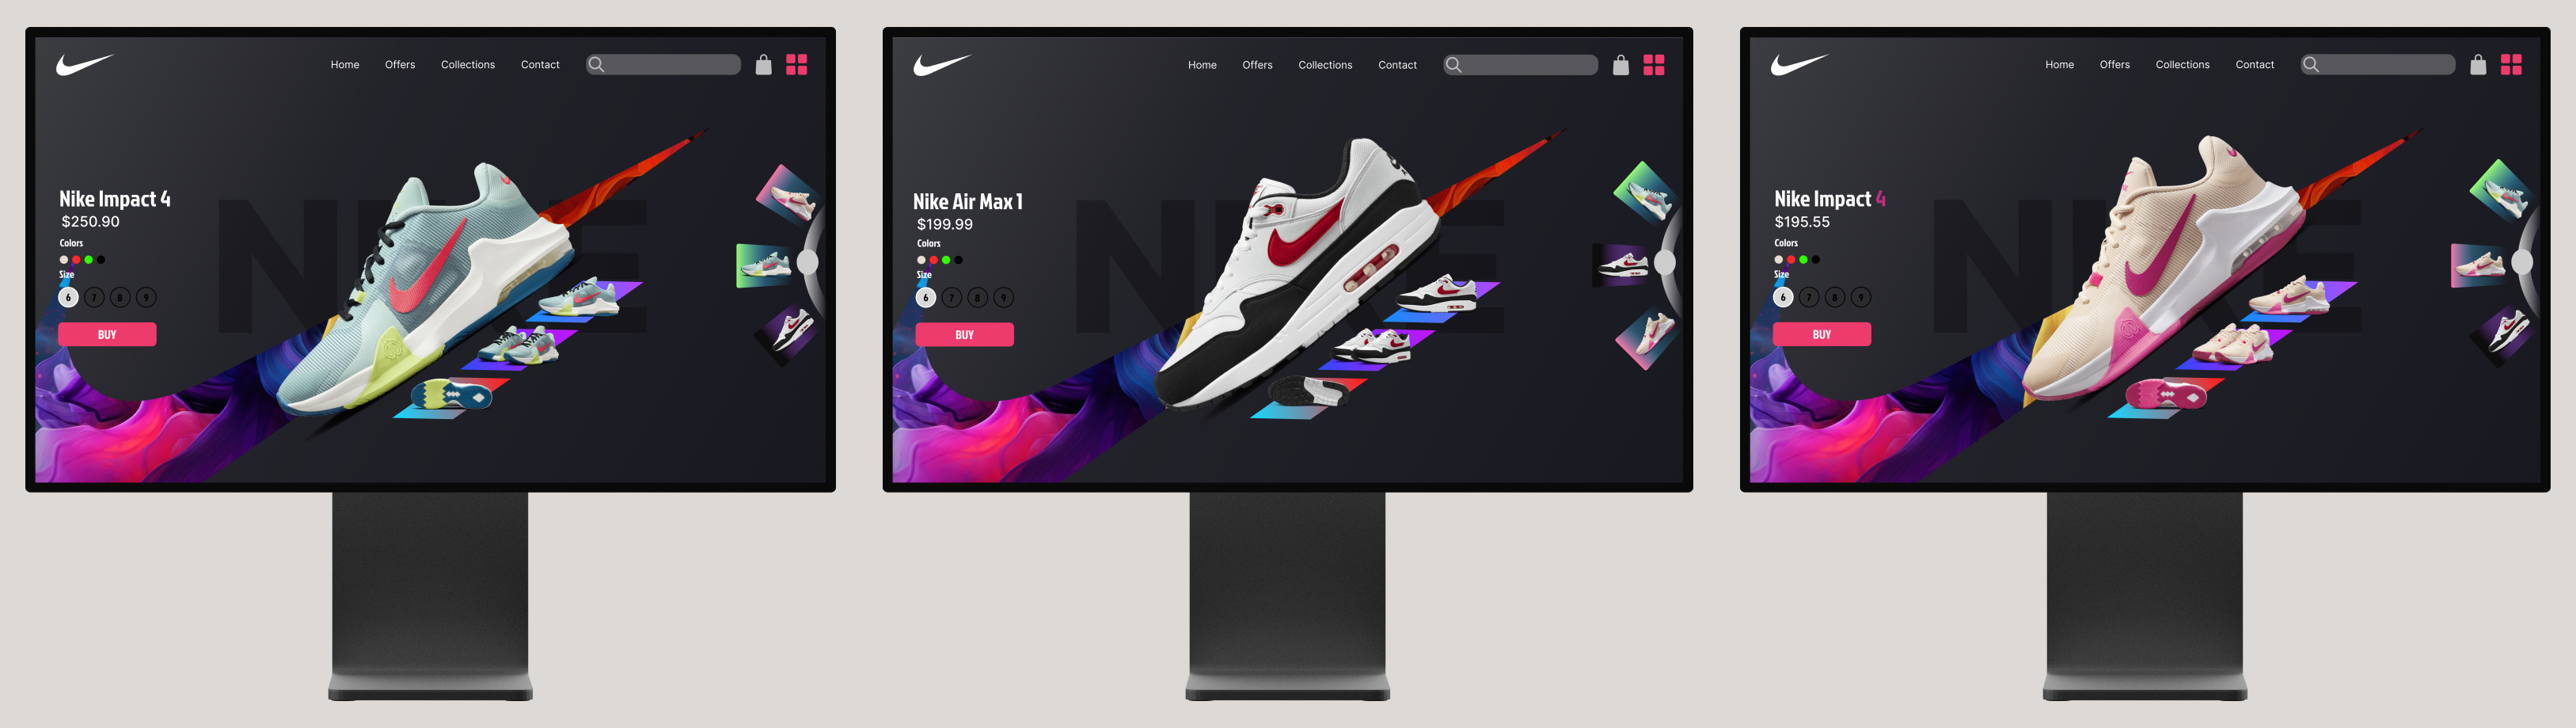 Home Offers Collections Contact
NIKE
Nike Impact 4
$250.90
Colors
Size
6 7 8 9
BUY
Home Offers Collections Contact
NIKE
Nike Air Max 1
$199.99
Colors
Size
6 7 8 9
BUY
Home Offers Collections Contact
NIKE
Nike Impact 4
$195.55
Colors
Size
6 7 8 9
BUY